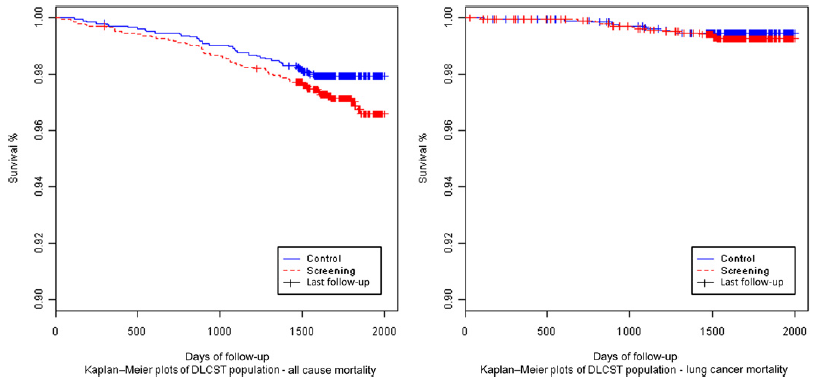 1.00
0.98
0.96
0.94
0.92
0.90
Survival %
Control
Screening
Last follow-up
0 500 1000 1500 2000
Days of follow-up
Kaplan–Meier plots of DLCST population - all cause mortality
1.00
0.98
0.96
0.94
0.92
0.90
Survival %
Control
Screening
Last follow-up
0 500 1000 1500 2000
Days of follow-up
Kaplan–Meier plots of DLCST population - lung cancer mortality